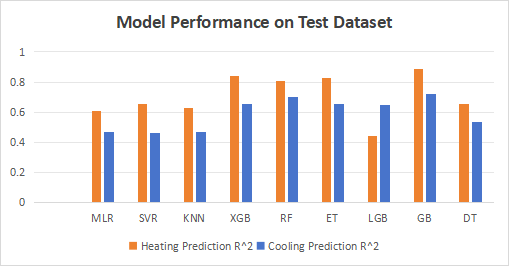 Model Performance on Test Dataset
1
0.8
0.6
0.4
0.2
0
MLR SVR KNN XGB RF ET LGB GB DT
Heating Prediction R^2 Cooling Prediction R^2